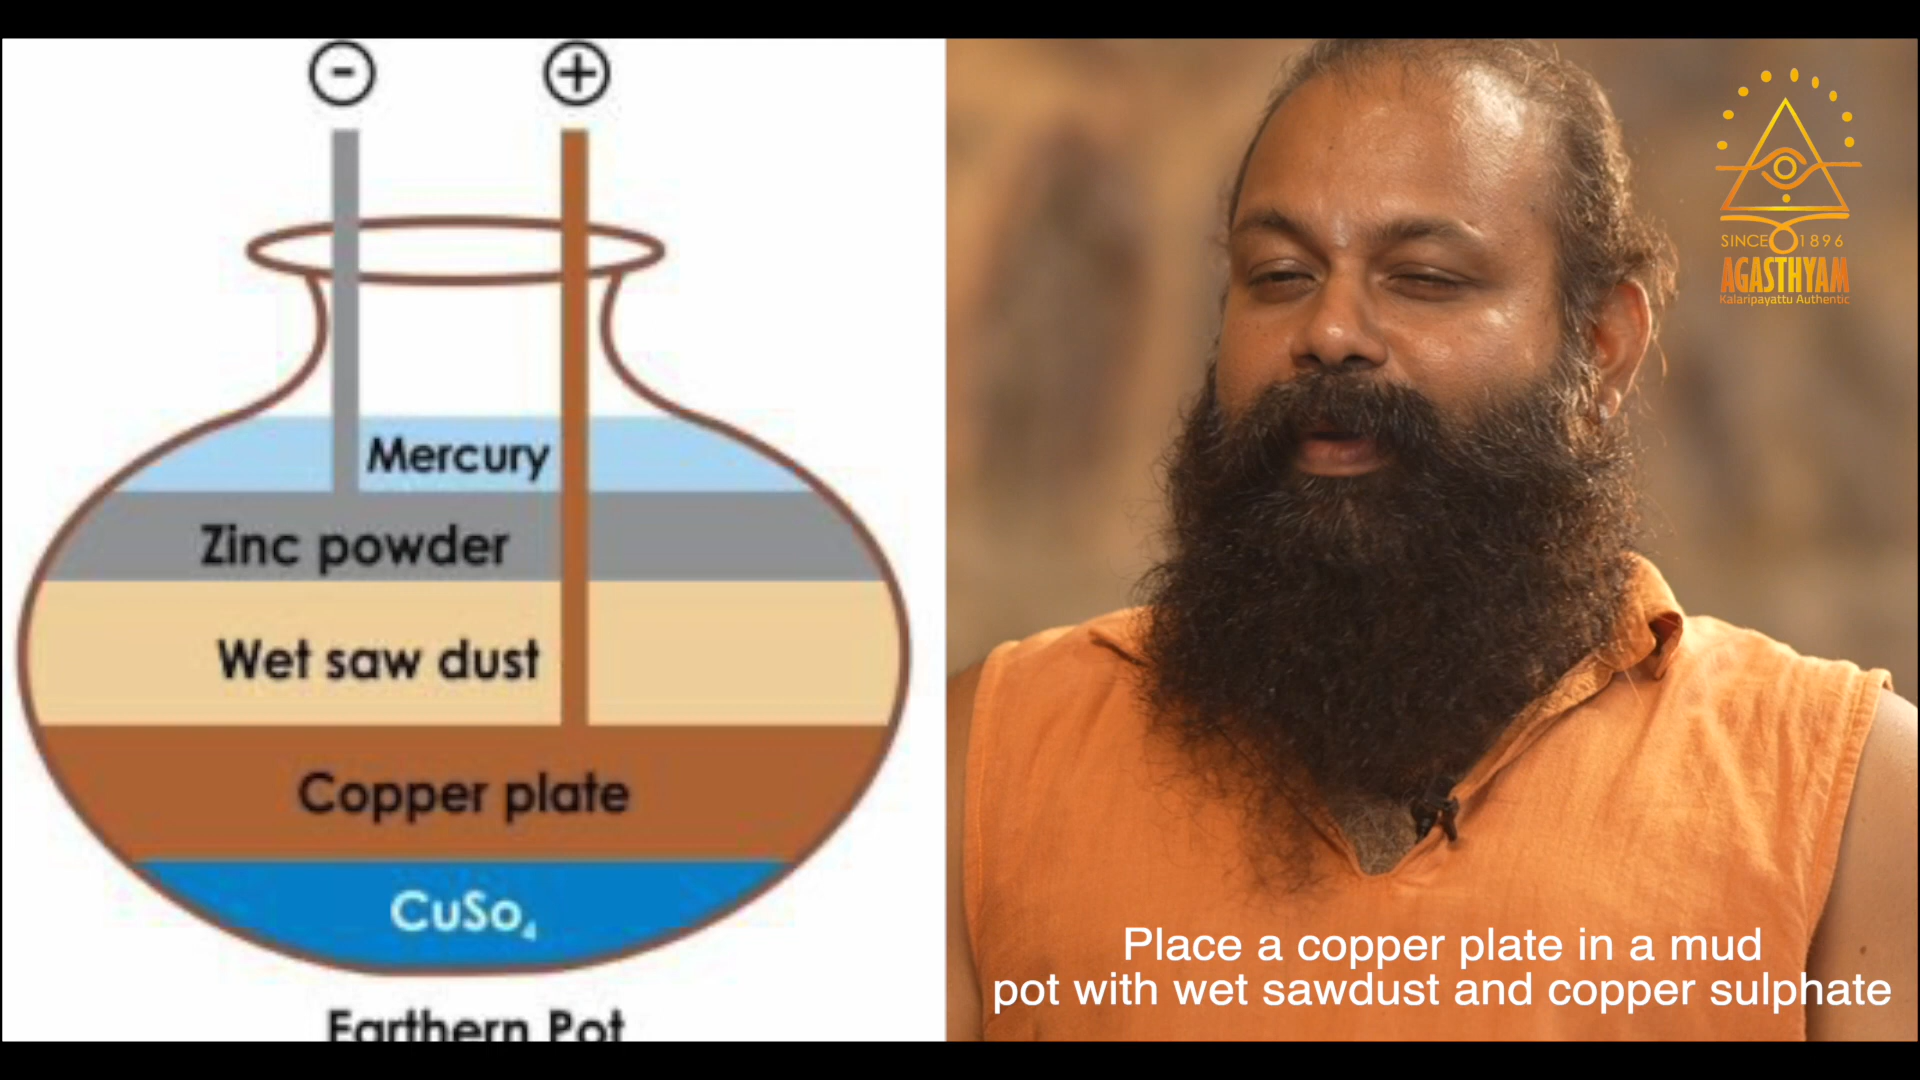 -
+
Mercury
Zinc powder
Wet saw dust
Copper plate
CuSo₄
Earthern Pot
SINCE 1896
AGASTHYAM
Kalaripayattu Authentic
Place a copper plate in a mud
pot with wet sawdust and copper sulphate